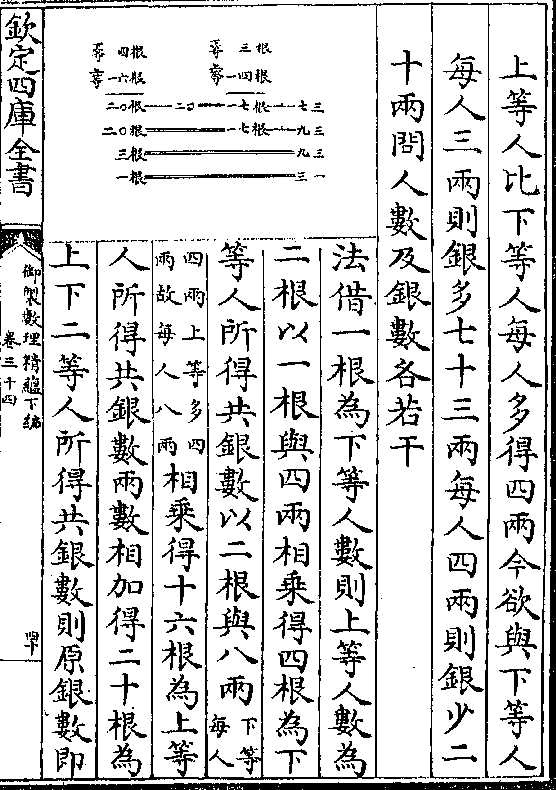 上等人比下等人每人多得四兩今欲與下等人
每人三兩則銀多七十三兩每人四兩則銀少二
十兩問人數及銀數各若干
四根 三根
一六根 一四根
二〇根 二〇 一七根 七三
二〇根 一七根 九三
三根 九三
一根 三一
法借一根為下等人數則上等人數為
二根以一根與四兩相乘得四根為下
等人所得共銀數以二根與八兩下等每人
四兩上等多四兩故每人八兩相乘得十六根為上等
人所得共銀數兩數相加得二十根為
上下二等人所得共銀數則原銀數即
欽定四庫全書
御製數理精蘊下編
卷三十四